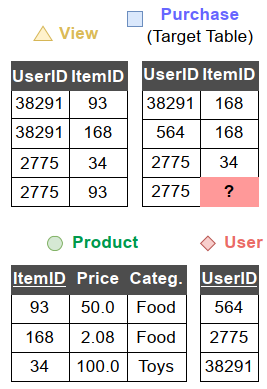 View
Purchase
(Target Table)
UserID ItemID
38291 93
38291 168
2775 34
2775 93
UserID ItemID
38291 168
564 168
2775 34
2775 ?
Product
User
ItemID Price Categ.
93 50.0 Food
168 2.08 Food
34 100.0 Toys
UserID
564
2775
38291